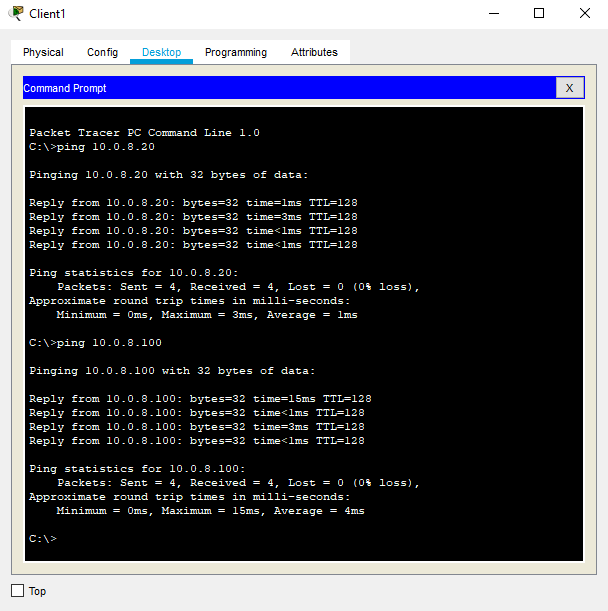 Client1
Physical Config Desktop Programming Attributes
Command Prompt
X
Packet Tracer PC Command Line 1.0
C:\>ping 10.0.8.20
Pinging 10.0.8.20 with 32 bytes of data:
Reply from 10.0.8.20: bytes=32 time=1ms TTL=128
Reply from 10.0.8.20: bytes=32 time=3ms TTL=128
Reply from 10.0.8.20: bytes=32 time<1ms TTL=128
Reply from 10.0.8.20: bytes=32 time<1ms TTL=128
Ping statistics for 10.0.8.20:
Packets: Sent = 4, Received = 4, Lost = 0 (0% loss),
Approximate round trip times in milli-seconds:
Minimum = 0ms, Maximum = 3ms, Average = 1ms
C:\>ping 10.0.8.100
Pinging 10.0.8.100 with 32 bytes of data:
Reply from 10.0.8.100: bytes=32 time=15ms TTL=128
Reply from 10.0.8.100: bytes=32 time<1ms TTL=128
Reply from 10.0.8.100: bytes=32 time=3ms TTL=128
Reply from 10.0.8.100: bytes=32 time<1ms TTL=128
Ping statistics for 10.0.8.100:
Packets: Sent = 4, Received = 4, Lost = 0 (0% loss),
Approximate round trip times in milli-seconds:
Minimum = 0ms, Maximum = 15ms, Average = 4ms
C:\>
Top